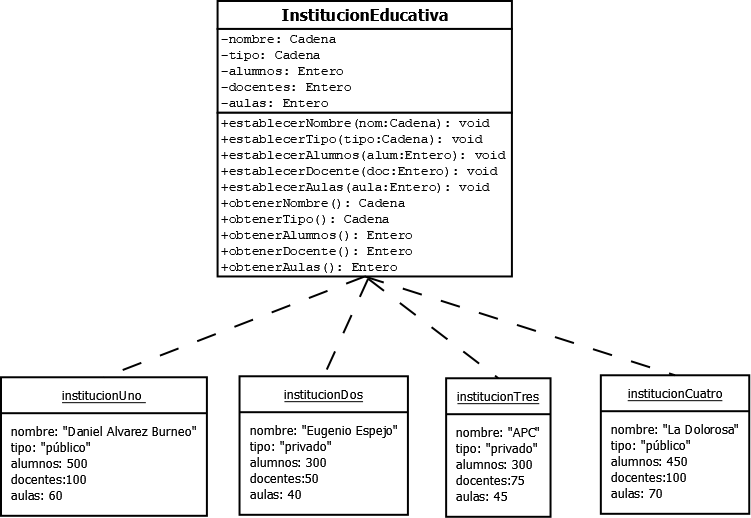 InstitucionEducativa
-nombre: Cadena
-tipo: Cadena
-alumnos: Entero
-docentes: Entero
-aulas: Entero
+establecerNombre(nom:Cadena): void
+establecerTipo(tipo:Cadena): void
+establecerAlumnos(alum:Entero): void
+establecerDocente(doc:Entero): void
+establecerAulas(aula:Entero): void
+obtenerNombre(): Cadena
+obtenerTipo(): Cadena
+obtenerAlumnos(): Entero
+obtenerDocente(): Entero
+obtenerAulas(): Entero
institucionUno
nombre: "Daniel Alvarez Burneo"
tipo: "público"
alumnos: 500
docentes:100
aulas: 60
institucionDos
nombre: "Eugenio Espejo"
tipo: "privado"
alumnos: 300
docentes:50
aulas: 40
institucionTres
nombre: "APC"
tipo: "privado"
alumnos: 300
docentes:75
aulas: 45
institucionCuatro
nombre: "La Dolorosa"
tipo: "público"
alumnos: 450
docentes:100
aulas: 70